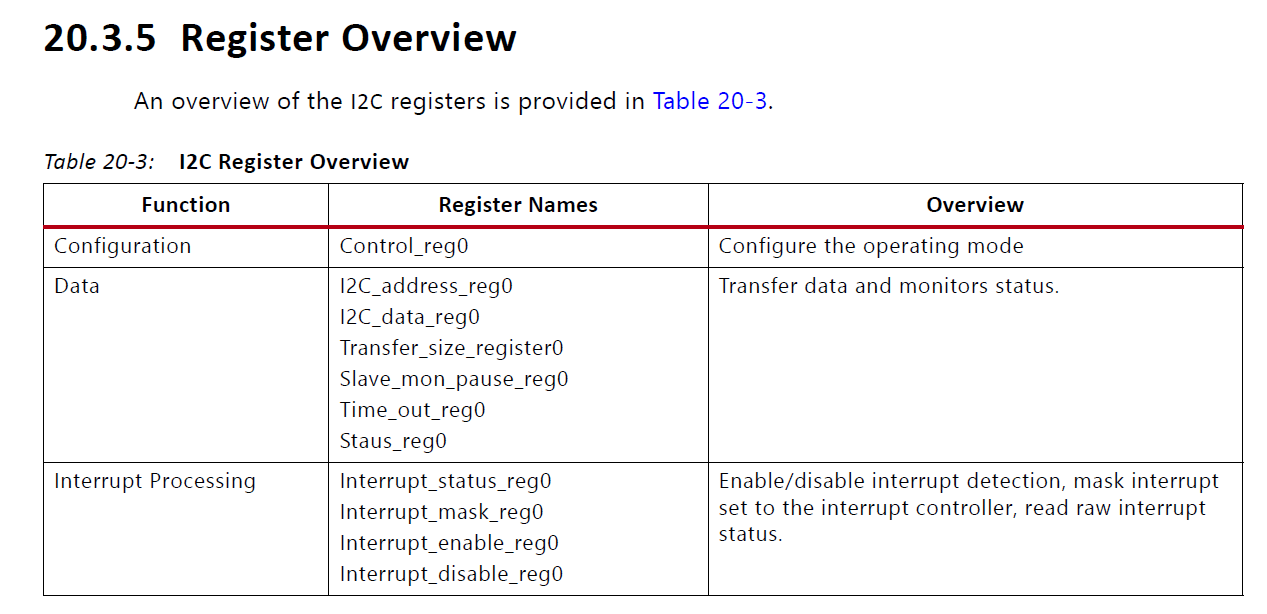 20.3.5 Register Overview
An overview of the I2C registers is provided in Table 20-3.
Table 20-3: I2C Register Overview
Function Register Names Overview
Configuration Control_reg0 Configure the operating mode
Data I2C_address_reg0 Transfer data and monitors status.
I2C_data_reg0
Transfer_size_register0
Slave_mon_pause_reg0
Time_out_reg0
Staus_reg0
Interrupt Processing Interrupt_status_reg0 Enable/disable interrupt detection, mask interrupt
Interrupt_mask_reg0 set to the interrupt controller, read raw interrupt
Interrupt_enable_reg0 status.
Interrupt_disable_reg0